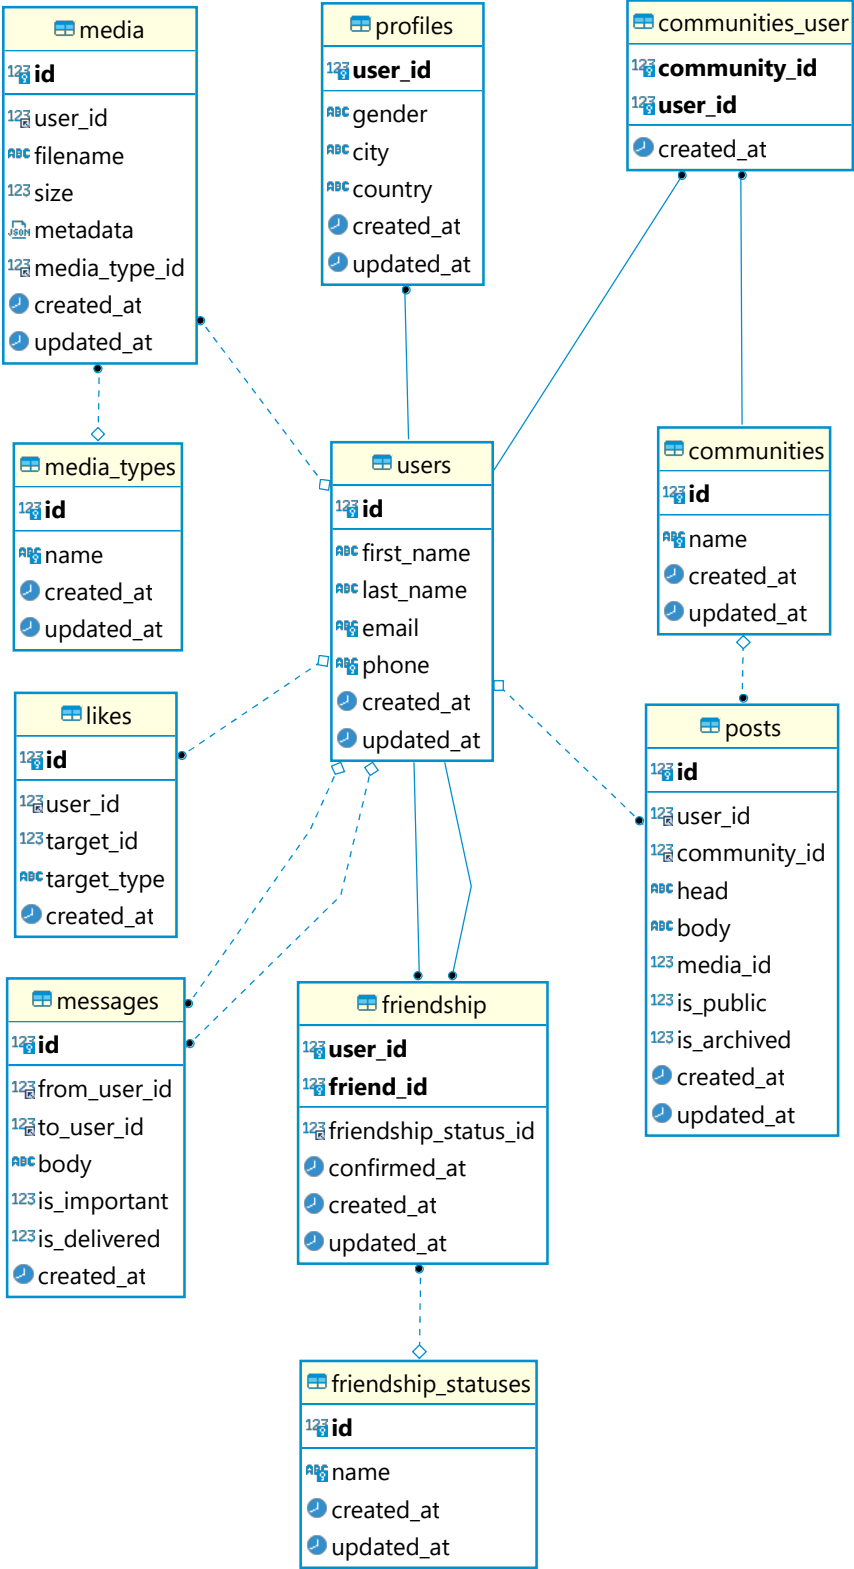 media
id
user_id
filename
size
metadata
media_type_id
created_at
updated_at
profiles
user_id
gender
city
country
created_at
updated_at
communities_user
community_id
user_id
created_at
media_types
id
name
created_at
updated_at
users
id
first_name
last_name
email
phone
created_at
updated_at
communities
id
name
created_at
updated_at
likes
id
user_id
target_id
target_type
created_at
posts
id
user_id
community_id
head
body
media_id
is_public
is_archived
created_at
updated_at
messages
id
from_user_id
to_user_id
body
is_important
is_delivered
created_at
friendship
user_id
friend_id
friendship_status_id
confirmed_at
created_at
updated_at
friendship_statuses
id
name
created_at
updated_at